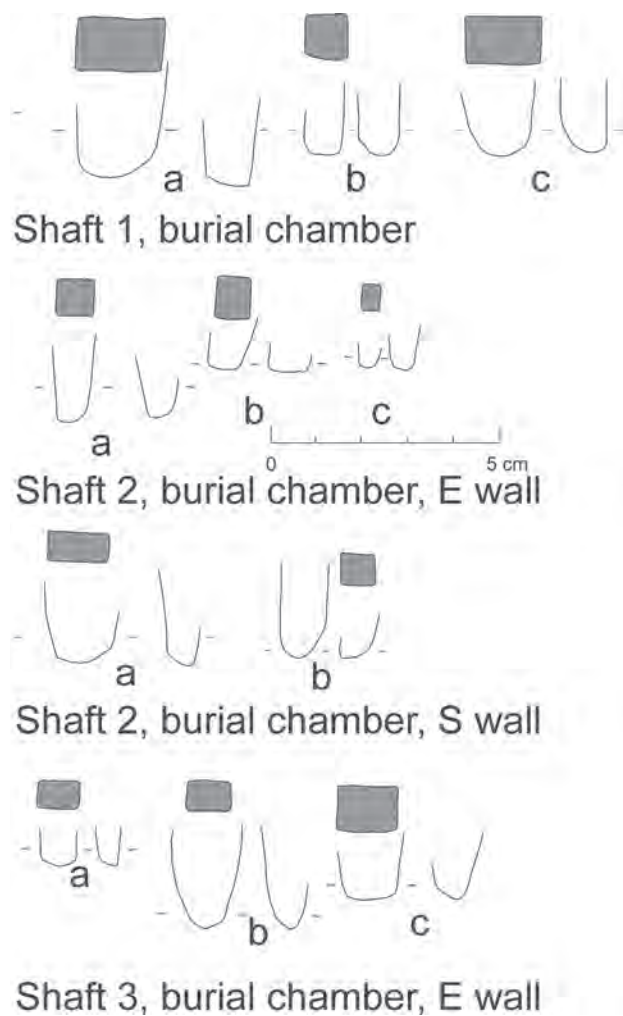 a b c
Shaft 1, burial chamber
a b c
0 5 cm
Shaft 2, burial chamber, E wall
a b
Shaft 2, burial chamber, S wall
a b c
Shaft 3, burial chamber, E wall